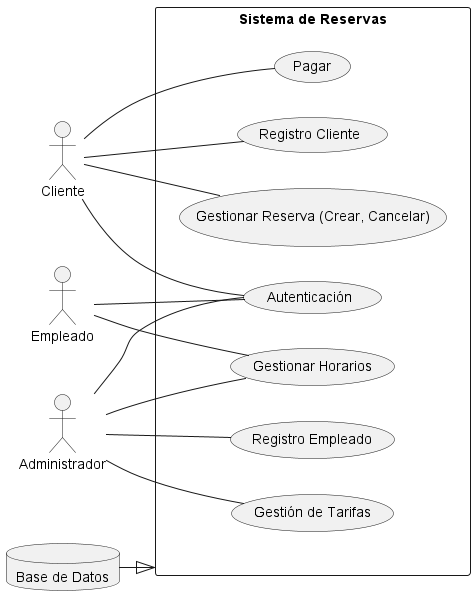 Sistema de Reservas
Pagar
Registro Cliente
Cliente
Gestionar Reserva (Crear, Cancelar)
Autenticación
Empleado
Gestionar Horarios
Registro Empleado
Administrador
Gestión de Tarifas
Base de Datos